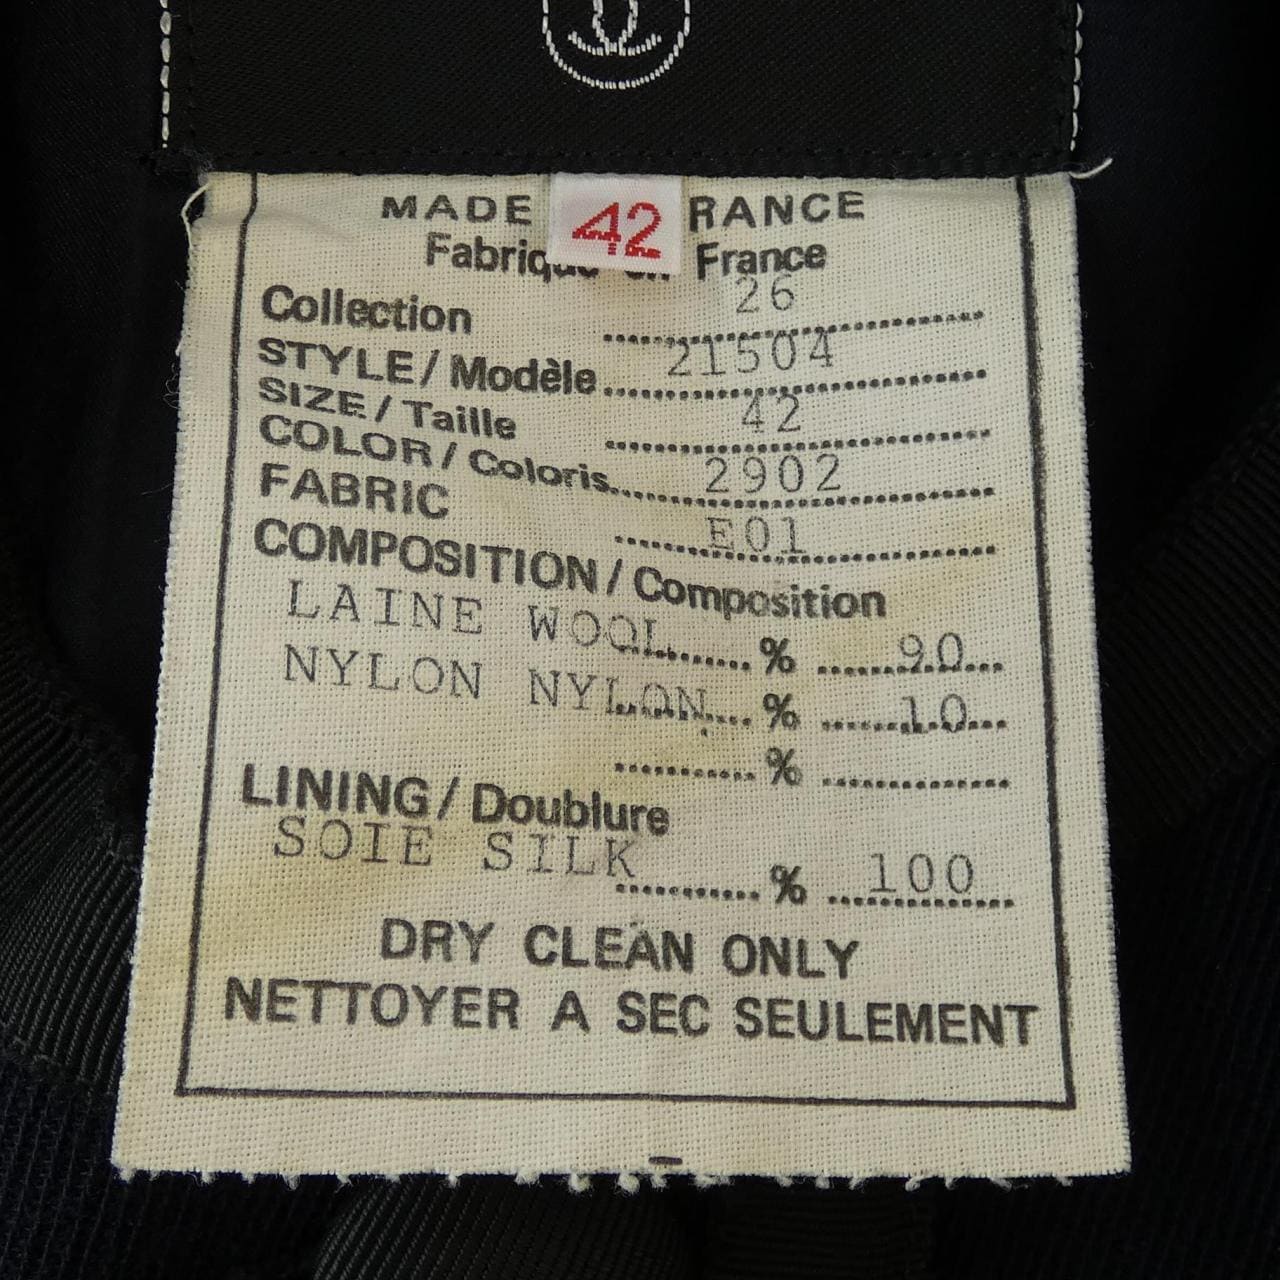 MADE RANCE
42
Fabriq en France
Collection 26
STYLE / Modèle 21504
SIZE / Taille 42
COLOR / Coloris 2902
FABRIC E01
COMPOSITION / Composition
LAINE WOOL % 90
NYLON NYLON % 10
%
LINING / Doublure
SOIE SILK % 100
DRY CLEAN ONLY
NETTOYER A SEC SEULEMENT